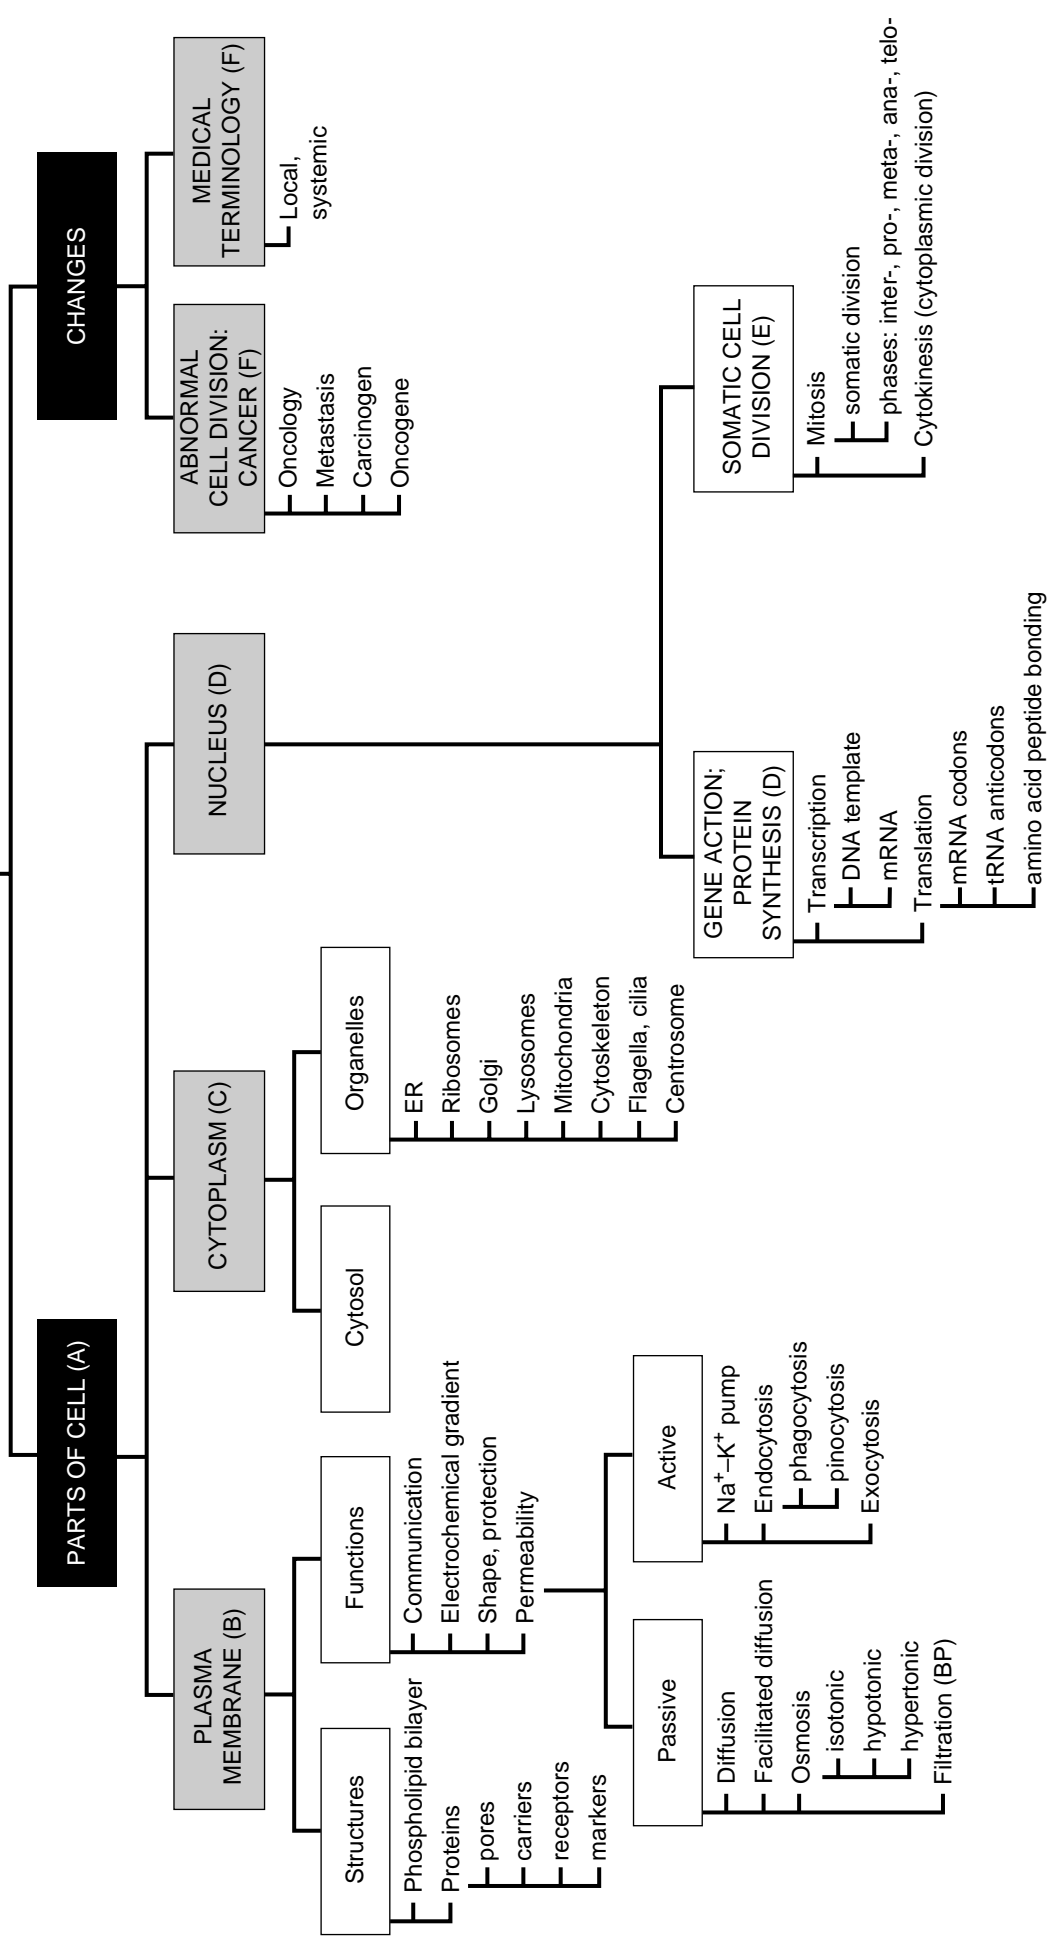 PARTS OF CELL (A)
CHANGES
PLASMA
MEMBRANE (B)
CYTOPLASM (C)
NUCLEUS (D)
ABNORMAL
CELL DIVISION:
CANCER (F)
MEDICAL
TERMINOLOGY (F)
Structures
Phospholipid bilayer
Proteins
pores
carriers
receptors
markers
Functions
Communication
Electrochemical gradient
Shape, protection
Permeability
Passive
Diffusion
Facilitated diffusion
Osmosis
isotonic
hypotonic
hypertonic
Filtration (BP)
Active
Na⁺–K⁺ pump
Endocytosis
phagocytosis
pinocytosis
Exocytosis
Cytosol
Organelles
ER
Ribosomes
Golgi
Lysosomes
Mitochondria
Cytoskeleton
Flagella, cilia
Centrosome
GENE ACTION;
PROTEIN
SYNTHESIS (D)
Transcription
DNA template
mRNA
Translation
mRNA codons
tRNA anticodons
amino acid peptide bonding
SOMATIC CELL
DIVISION (E)
Mitosis
somatic division
phases: inter-, pro-, meta-, ana-, telo-
Cytokinesis (cytoplasmic division)
Oncology
Metastasis
Carcinogen
Oncogene
Local,
systemic